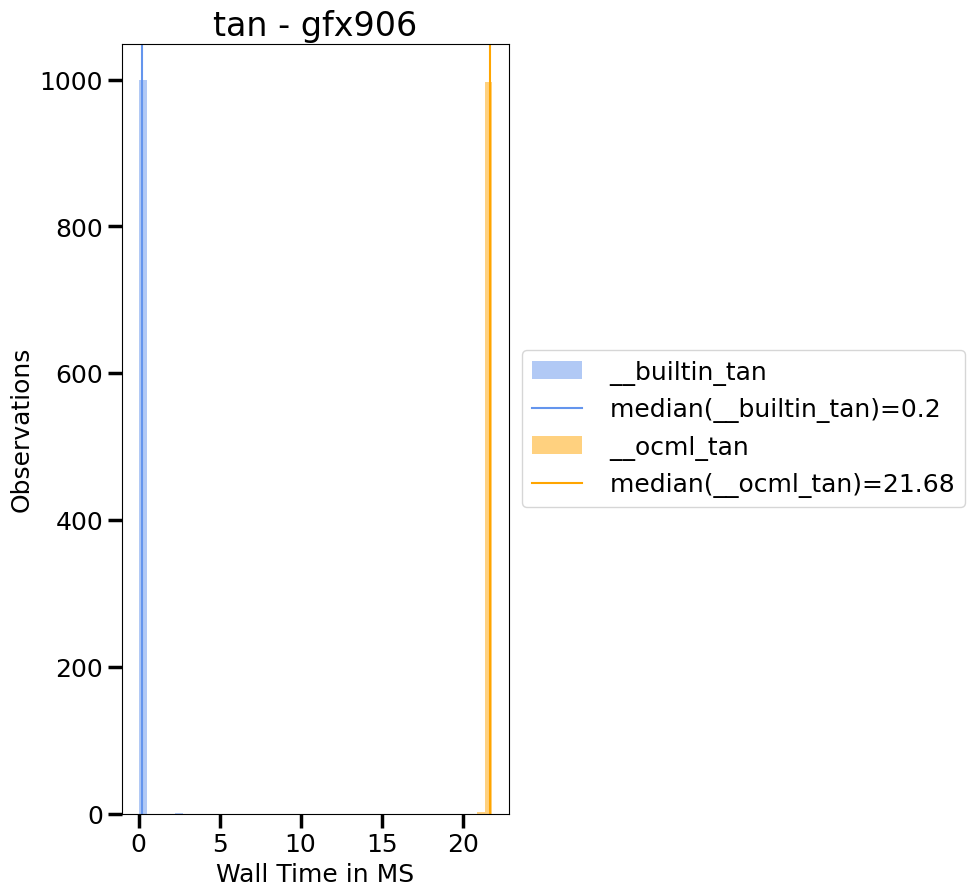 tan - gfx906
1000
800
600
400
200
0
Observations
0 5 10 15 20
Wall Time in MS
__builtin_tan
median(__builtin_tan)=0.2
__ocml_tan
median(__ocml_tan)=21.68